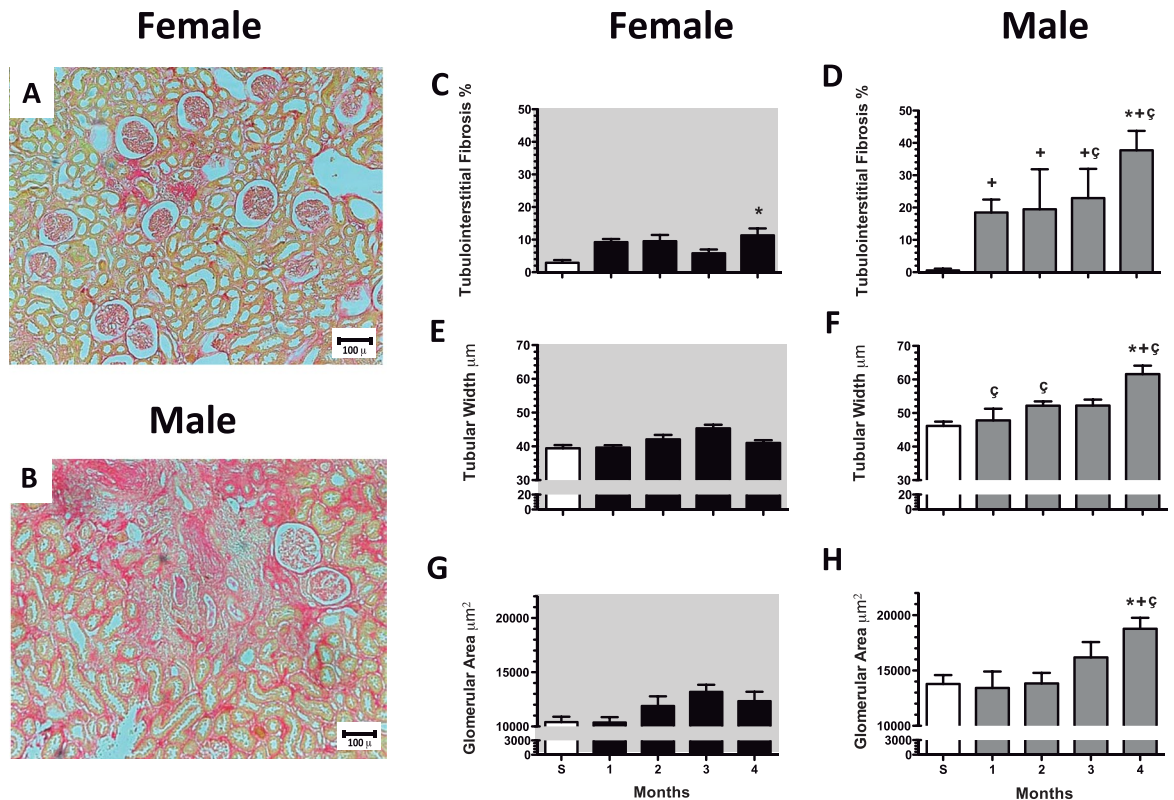 Female
Female
Male
A
100 µ
Male
B
100 µ
C
Tubulointerstitial Fibrosis %
50
40
30
20
10
0
*
D
Tubulointerstitial Fibrosis %
50
40
30
20
10
0
+
+
+ç
*+ç
E
Tubular Width µm
70
60
50
40
30
20
0
F
Tubular Width µm
70
60
50
40
30
20
0
ç
ç
*+ç
G
Glomerular Area µm²
20000
15000
10000
3000
0
S 1 2 3 4
Months
H
Glomerular Area µm²
20000
15000
10000
3000
0
*+ç
S 1 2 3 4
Months